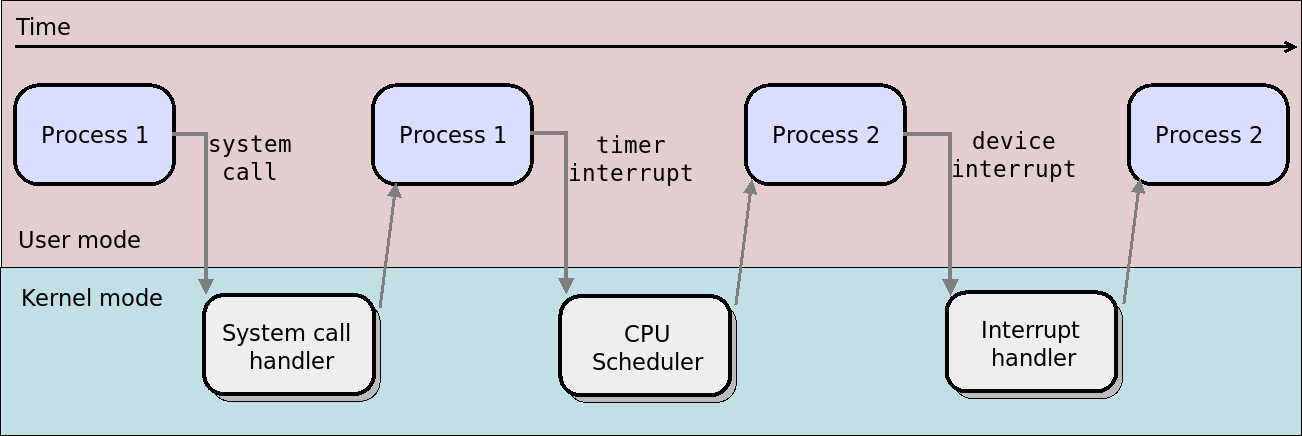 Time
Process 1
system
call
Process 1
timer
interrupt
Process 2
device
interrupt
Process 2
User mode
Kernel mode
System call
handler
CPU
Scheduler
Interrupt
handler